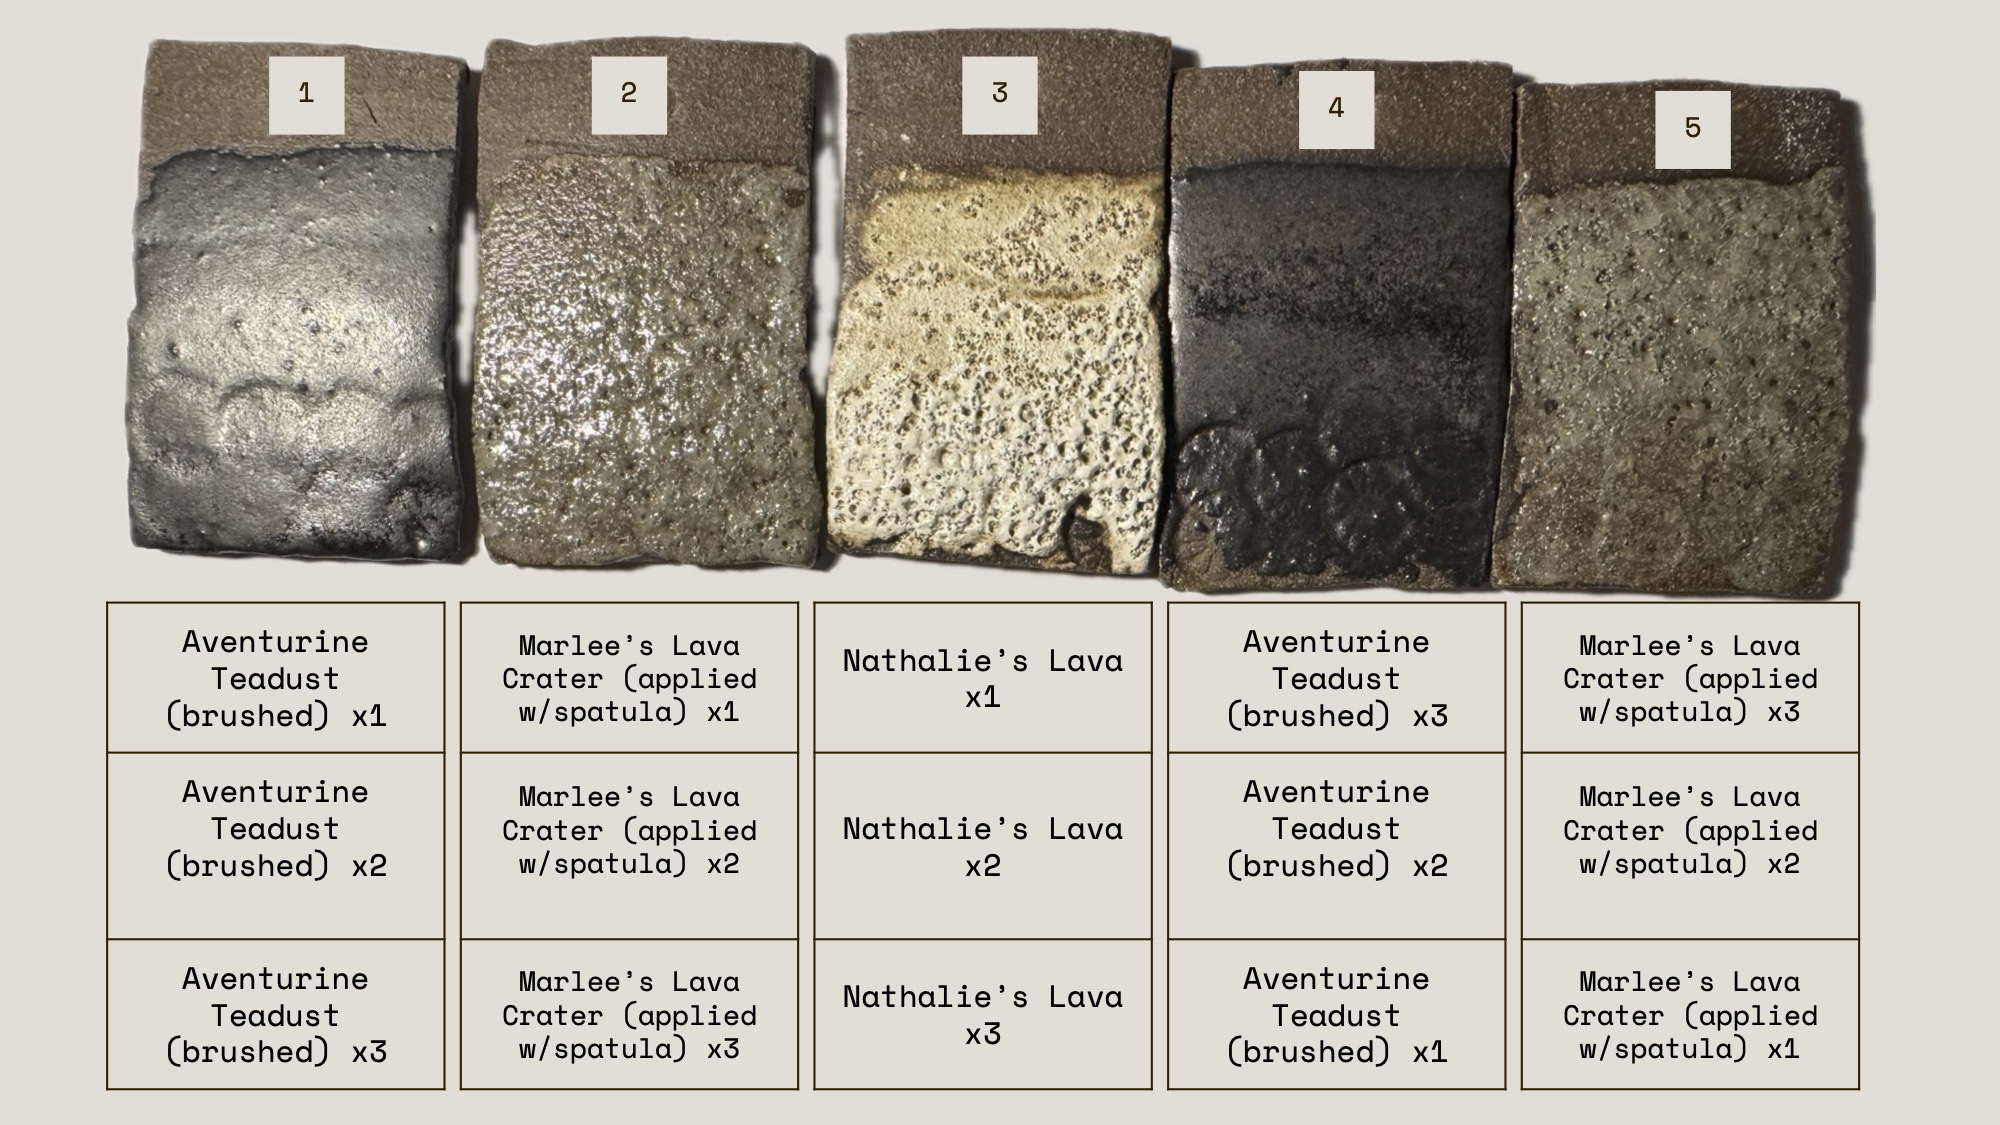 1
2
3
4
5
Aventurine
Teadust
(brushed) x1
Marlee’s Lava
Crater (applied
w/spatula) x1
Nathalie’s Lava
x1
Aventurine
Teadust
(brushed) x3
Marlee’s Lava
Crater (applied
w/spatula) x3
Aventurine
Teadust
(brushed) x2
Marlee’s Lava
Crater (applied
w/spatula) x2
Nathalie’s Lava
x2
Aventurine
Teadust
(brushed) x2
Marlee’s Lava
Crater (applied
w/spatula) x2
Aventurine
Teadust
(brushed) x3
Marlee’s Lava
Crater (applied
w/spatula) x3
Nathalie’s Lava
x3
Aventurine
Teadust
(brushed) x1
Marlee’s Lava
Crater (applied
w/spatula) x1